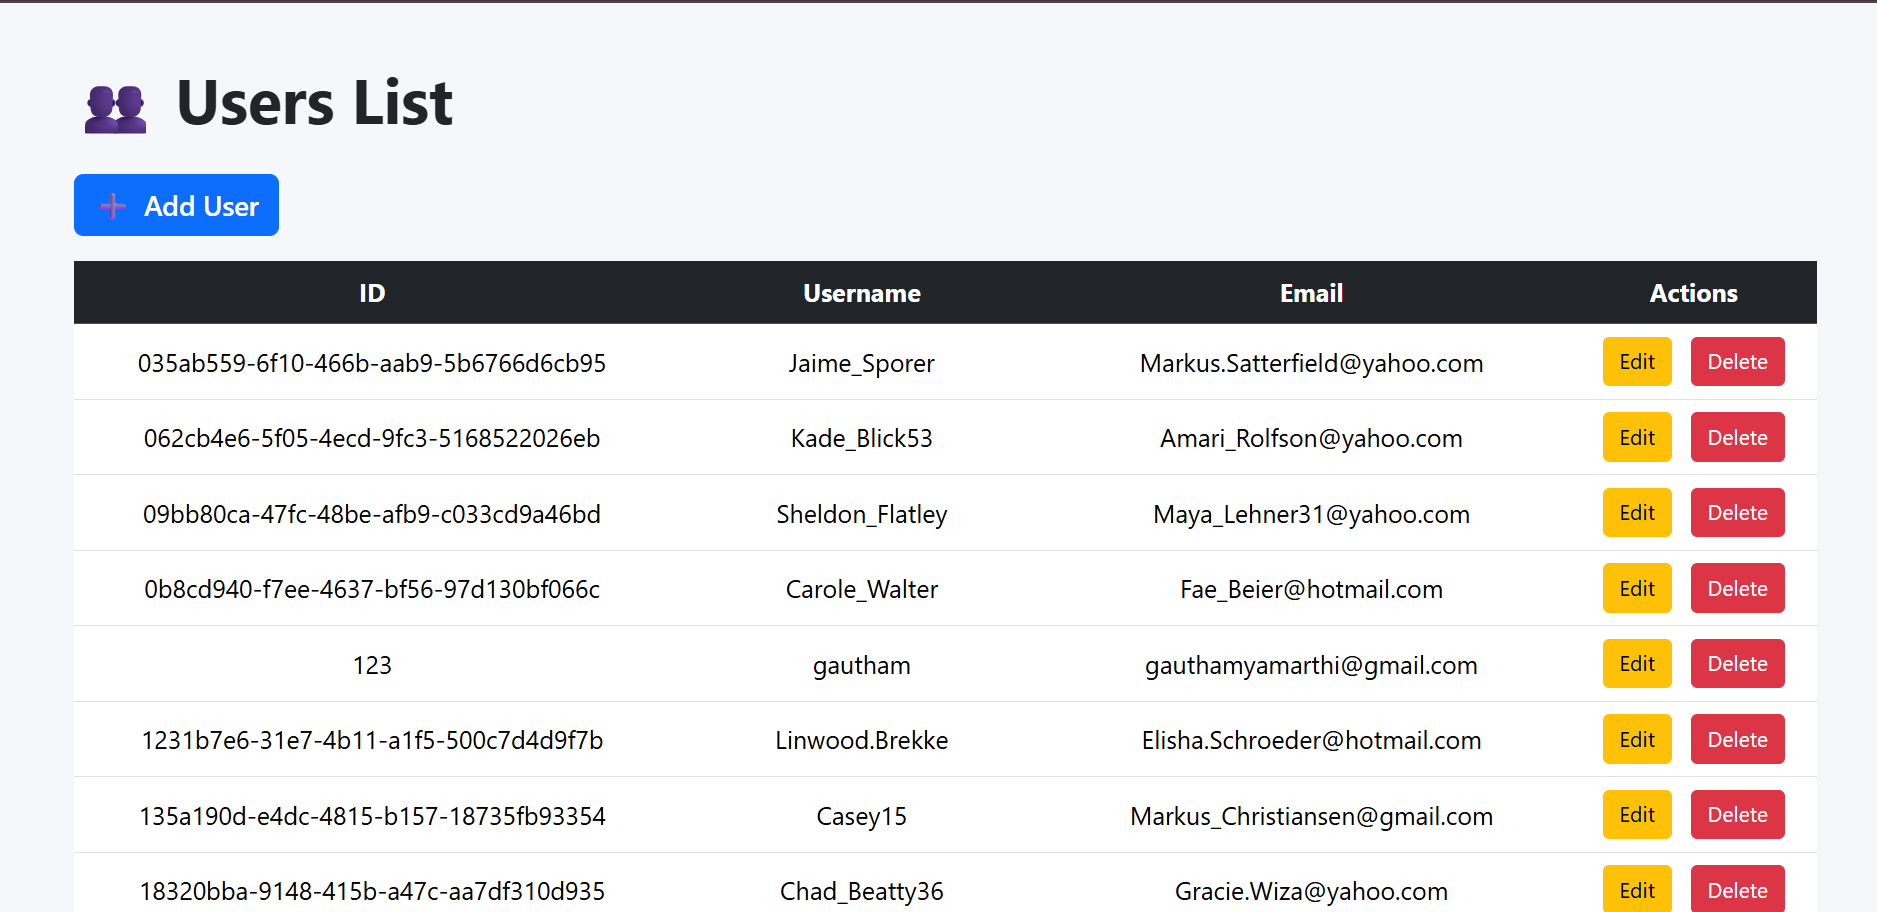 Users List
Add User
ID Username Email Actions
035ab559-6f10-466b-aab9-5b6766d6cb95 Jaime_Sporer Markus.Satterfield@yahoo.com Edit Delete
062cb4e6-5f05-4ecd-9fc3-5168522026eb Kade_Blick53 Amari_Rolfson@yahoo.com Edit Delete
09bb80ca-47fc-48be-afb9-c033cd9a46bd Sheldon_Flatley Maya_Lehner31@yahoo.com Edit Delete
0b8cd940-f7ee-4637-bf56-97d130bf066c Carole_Walter Fae_Beier@hotmail.com Edit Delete
123 gautham gauthamyamarthi@gmail.com Edit Delete
1231b7e6-31e7-4b11-a1f5-500c7d4d9f7b Linwood.Brekke Elisha.Schroeder@hotmail.com Edit Delete
135a190d-e4dc-4815-b157-18735fb93354 Casey15 Markus_Christiansen@gmail.com Edit Delete
18320bba-9148-415b-a47c-aa7df310d935 Chad_Beatty36 Gracie.Wiza@yahoo.com Edit Delete